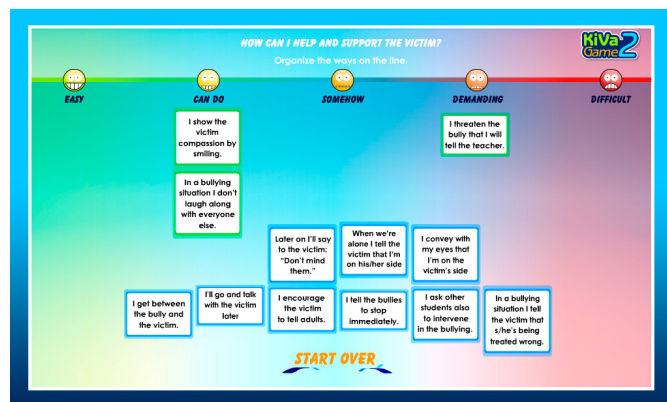 HOW CAN I HELP AND SUPPORT THE VICTIM?
Organize the ways on the line.
KiVa
Game 2
EASY
CAN DO
SOMEHOW
DEMANDING
DIFFICULT
I show the
victim
compassion by
smiling.
I threaten the
bully that I will
tell the teacher.
In a bullying
situation I don't
laugh along
with everyone
else.
Later on I'll say
to the victim:
"Don't mind
them."
When we're
alone I tell the
victim that I'm
on his/her side
I convey with
my eyes that
I'm on the
victim's side
I get between
the bully and
the victim.
I'll go and talk
with the victim
later
I encourage
the victim
to tell adults.
I tell the bullies
to stop
immediately.
I ask other
students also
to intervene
in the bullying.
In a bullying
situation I tell
the victim that
s/he's being
treated wrong.
START OVER